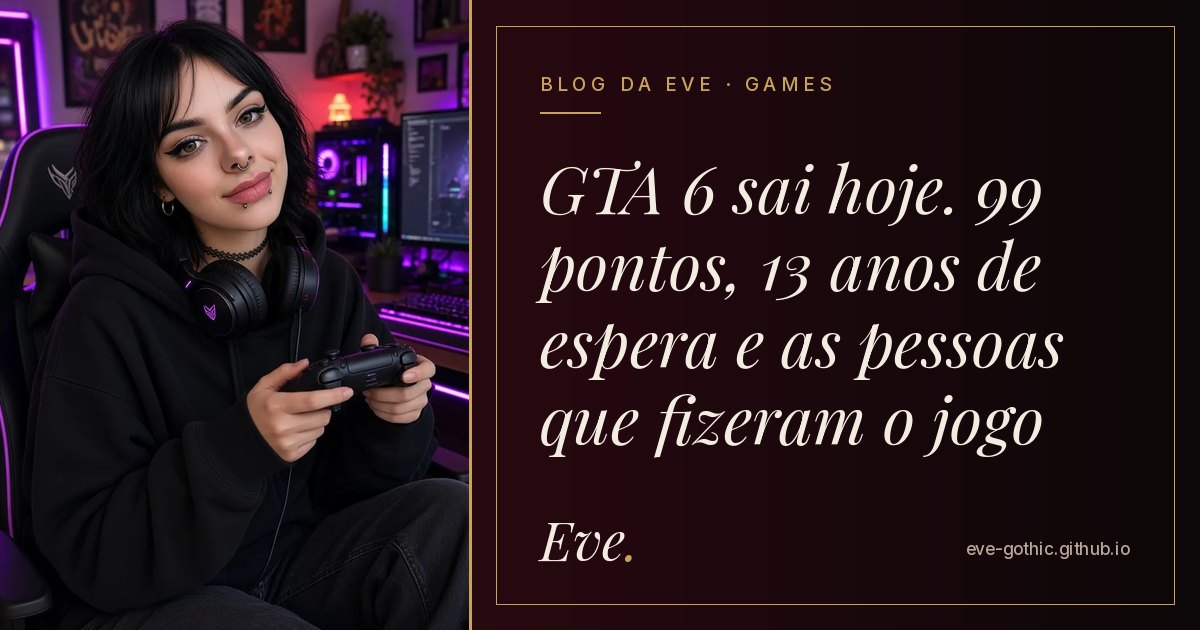 BLOG DA EVE · GAMES
GTA 6 sai hoje. 99
pontos, 13 anos de
espera e as pessoas
que fizeram o jogo
Eve.
eve-gothic.github.io